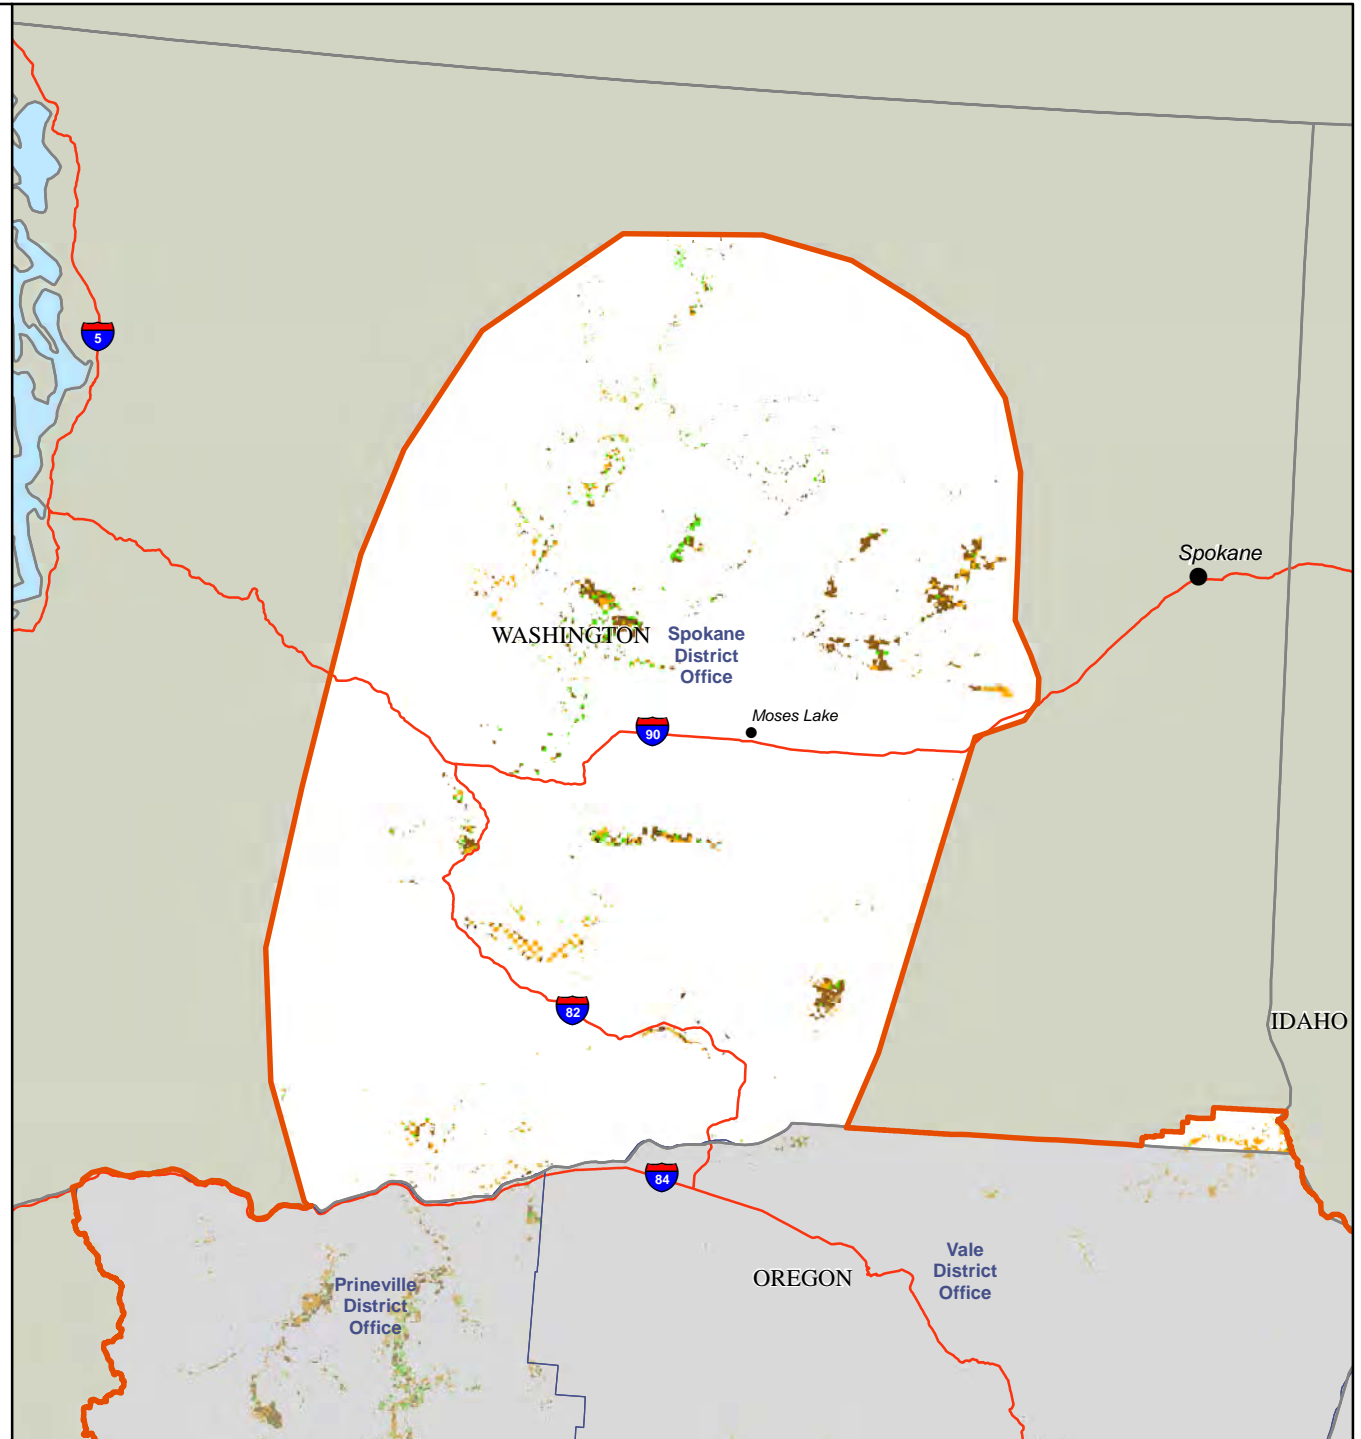 5
Spokane
WASHINGTON
Spokane
District
Office
Moses Lake
90
82
IDAHO
84
Prineville
District
Office
OREGON
Vale
District
Office